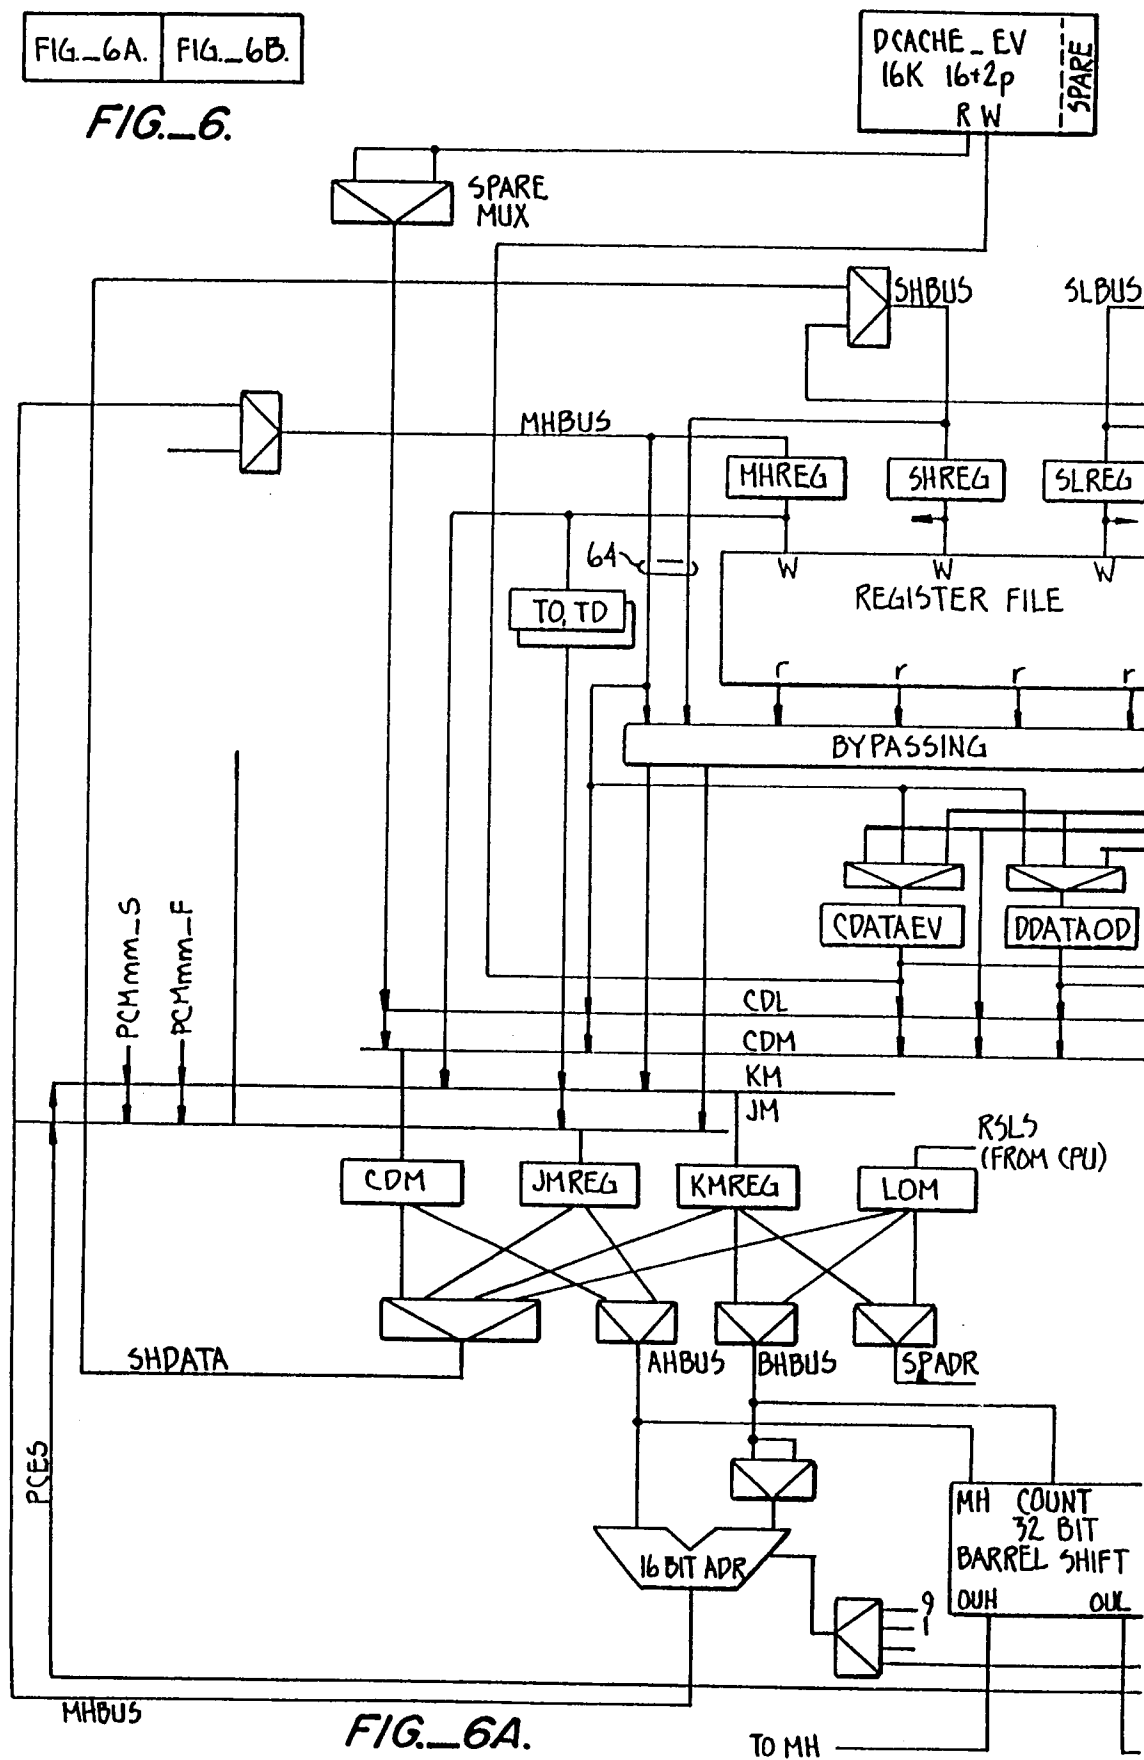 FIG._6A. FIG._6B.
FIG._6.
DCACHE_EV
16K 16+2p
R W
SPARE
SPARE
MUX
SHBUS
SLBUS
MHBUS
MHREG
SHREG
SLREG
64
W
W
W
REGISTER FILE
TO, TD
r
r
r
r
BYPASSING
CDATAEV
DDATAOD
PCMmm_S
PCMmm_F
CDL
CDM
KM
JM
RSLS
(FROM CPU)
CDM
JMREG
KMREG
LOM
SHDATA
AHBUS
BHBUS
SPADR
PCES
MH COUNT
32 BIT
BARREL SHIFT
OUH OUL
16 BIT ADR
9
1
MHBUS
FIG._6A.
TO MH